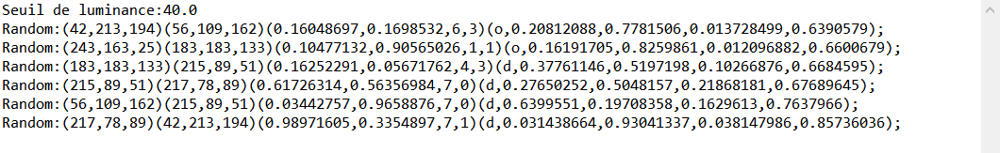 Seuil de luminance:40.0
Random:(42,213,194)(56,109,162)(0.16048697,0.1698532,6,3)(o,0.20812088,0.7781506,0.013728499,0.6390579);
Random:(243,163,25)(183,183,133)(0.10477132,0.90565026,1,1)(o,0.16191705,0.8259861,0.012096882,0.6600679);
Random:(183,183,133)(215,89,51)(0.16252291,0.05671762,4,3)(d,0.37761146,0.5197198,0.10266876,0.6684595);
Random:(215,89,51)(217,78,89)(0.61726314,0.56356984,7,0)(d,0.27650252,0.5048157,0.21868181,0.67689645);
Random:(56,109,162)(215,89,51)(0.03442757,0.9658876,7,0)(d,0.6399551,0.19708358,0.1629613,0.7637966);
Random:(217,78,89)(42,213,194)(0.98971605,0.3354897,7,1)(d,0.031438664,0.93041337,0.038147986,0.85736036);